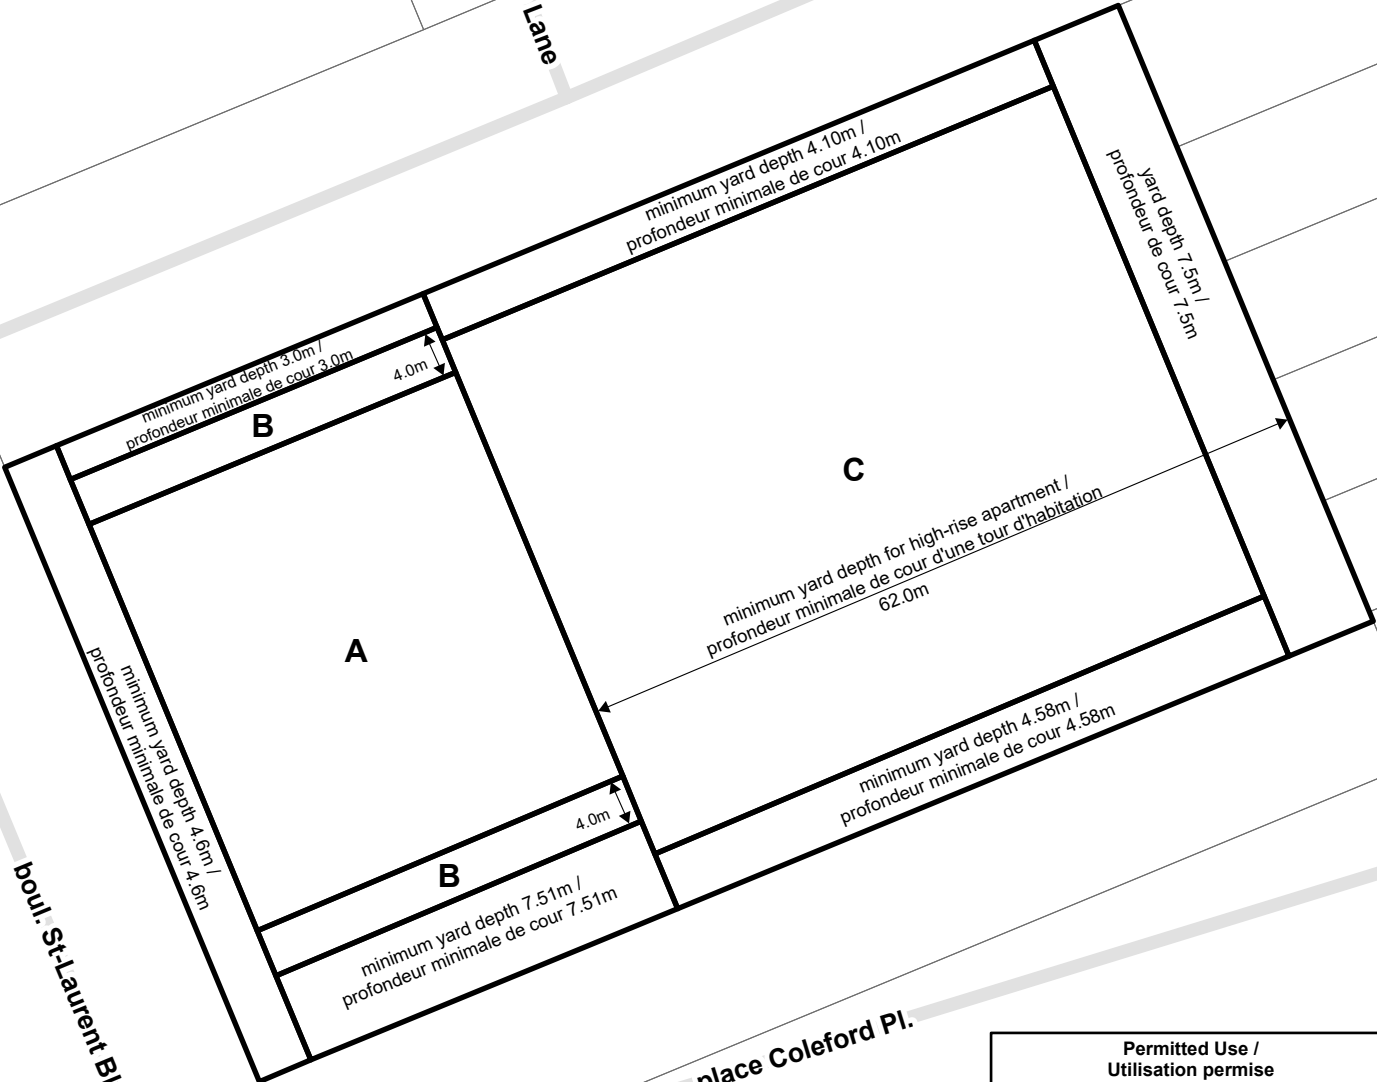 Lane
minimum yard depth 4.10m /
profondeur minimale de cour 4.10m
yard depth 7.5m /
profondeur de cour 7.5m
minimum yard depth 3.0m /
profondeur minimale de cour 3.0m
4.0m
B
C
minimum yard depth for high-rise apartment /
profondeur minimale de cour d'une tour d'habitation
62.0m
A
minimum yard depth 4.6m /
profondeur minimale de cour 4.6m
minimum yard depth 4.58m /
profondeur minimale de cour 4.58m
4.0m
B
minimum yard depth 7.51m /
profondeur minimale de cour 7.51m
boul. St-Laurent
place Coleford Pl.
Permitted Use /
Utilisation permise